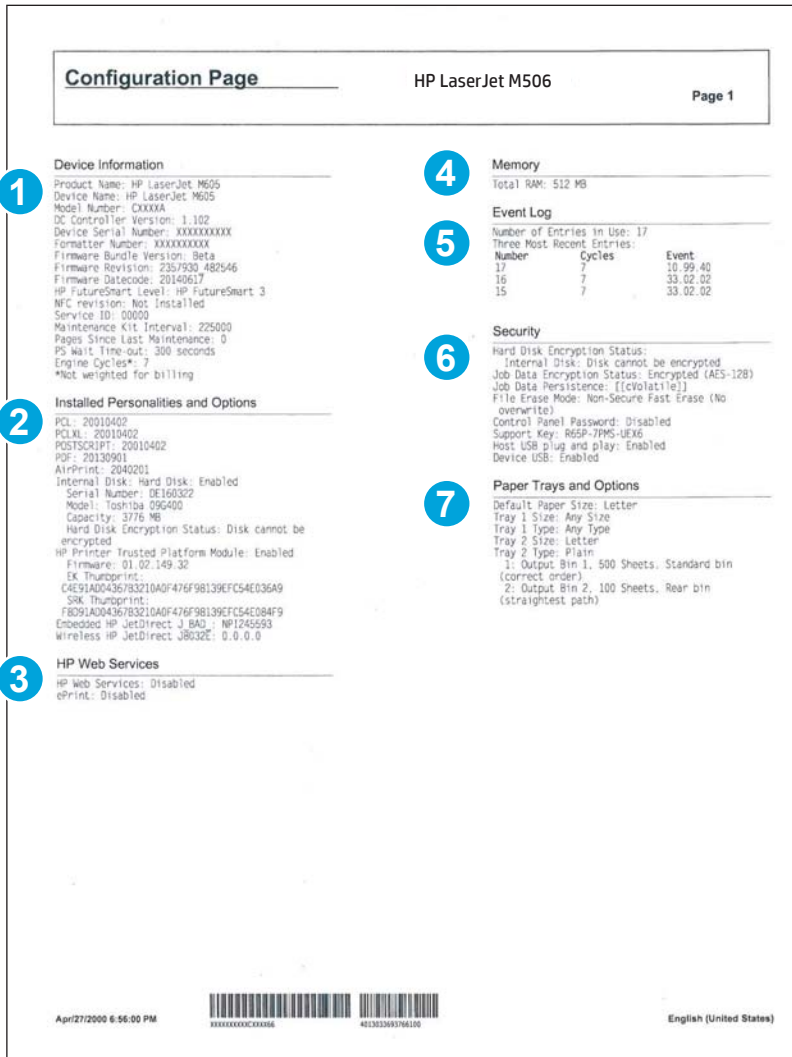 Configuration Page
HP LaserJet M506
Page 1
1
Device Information
Product Name: HP LaserJet M605
Device Name: HP LaserJet M605
Model Number: CXXXXA
DC Controller Version: 1.102
Device Serial Number: XXXXXXXXXX
Formatter Number: XXXXXXXXXX
Firmware Bundle Version: Beta
Firmware Revision: 2357930_482546
Firmware Datecode: 20140617
HP FutureSmart Level: HP FutureSmart 3
NFC revision: Not Installed
Service ID: 00000
Maintenance Kit Interval: 225000
Pages Since Last Maintenance: 0
PS Wait Time-out: 300 seconds
Engine Cycles*: 7
*Not weighted for billing
2
Installed Personalities and Options
PCL: 20010402
PCLXL: 20010402
POSTSCRIPT: 20010402
PDF: 20130901
AirPrint: 2040201
Internal Disk: Hard Disk: Enabled
Serial Number: DE160322
Model: Toshiba 09G400
Capacity: 3776 MB
Hard Disk Encryption Status: Disk cannot be
encrypted
HP Printer Trusted Platform Module: Enabled
Firmware: 01.02.149.32
EK Thumbprint:
C4E91AD04367B3210A0F476F98139EFC54E036A9
SRK Thumbprint:
F8D91AD04367B3210A0F476F98139EFC54E084F9
Embedded HP JetDirect J_BAD_: NPI245593
Wireless HP JetDirect J8032E: 0.0.0.0
3
HP Web Services
HP Web Services: Disabled
ePrint: Disabled
4
Memory
Total RAM: 512 MB
5
Event Log
Number of Entries in Use: 17
Three Most Recent Entries:
Number Cycles Event
17 7 10.99.40
16 7 33.02.02
15 7 33.02.02
6
Security
Hard Disk Encryption Status:
Internal Disk: Disk cannot be encrypted
Job Data Encryption Status: Encrypted (AES-128)
Job Data Persistence: [[cVolatile]]
File Erase Mode: Non-Secure Fast Erase (No
overwrite)
Control Panel Password: Disabled
Support Key: R65P-7PMS-UEX6
Host USB plug and play: Enabled
Device USB: Enabled
7
Paper Trays and Options
Default Paper Size: Letter
Tray 1 Size: Any Size
Tray 1 Type: Any Type
Tray 2 Size: Letter
Tray 2 Type: Plain
1: Output Bin 1, 500 Sheets, Standard bin
(correct order)
2: Output Bin 2, 100 Sheets, Rear bin
(straightest path)
Apr/27/2000 6:56:00 PM
XXXXXXXXXXCXXXX66
4013033693766100
English (United States)